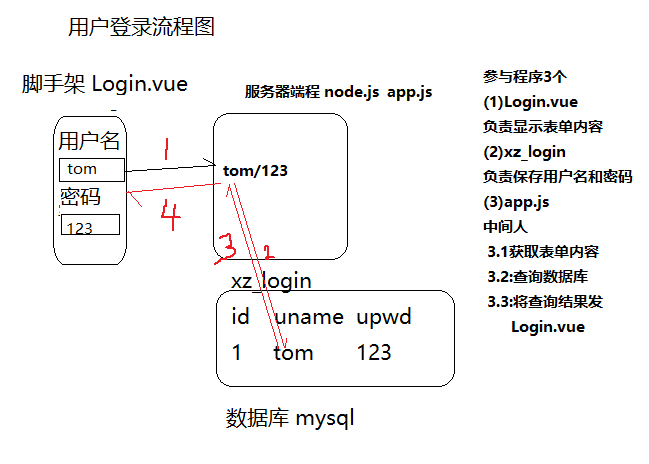 用户登录流程图
脚手架 Login.vue
服务器端程 node.js app.js
用户名
tom
密码
123
1
tom/123
4
3
2
xz_login
id uname upwd
1 tom 123
数据库 mysql
参与程序3个
(1)Login.vue
负责显示表单内容
(2)xz_login
负责保存用户名和密码
(3)app.js
中间人
3.1获取表单内容
3.2:查询数据库
3.3:将查询结果发
Login.vue